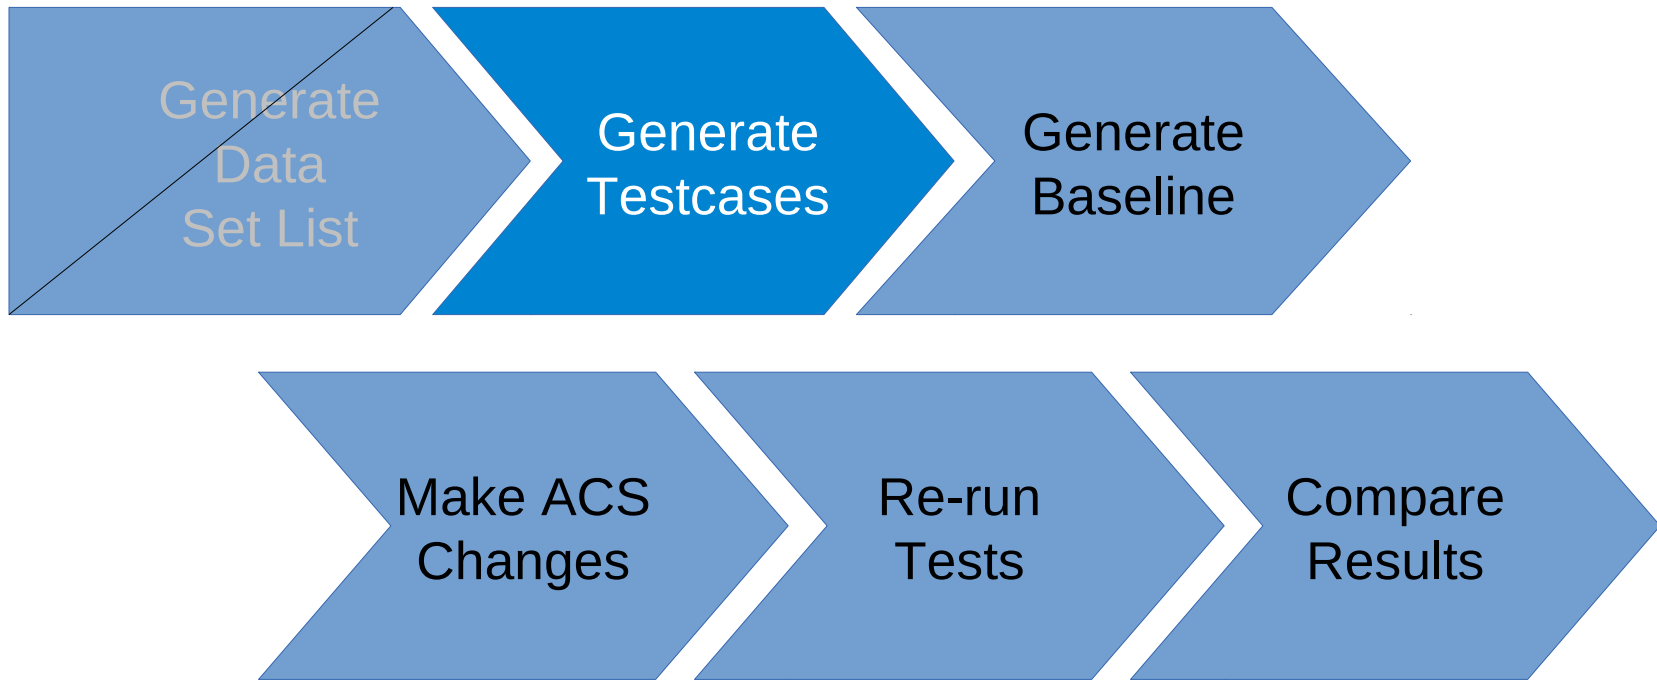 Generate
Data
Set List
Generate
Testcases
Generate
Baseline
Make ACS
Changes
Re-run
Tests
Compare
Results